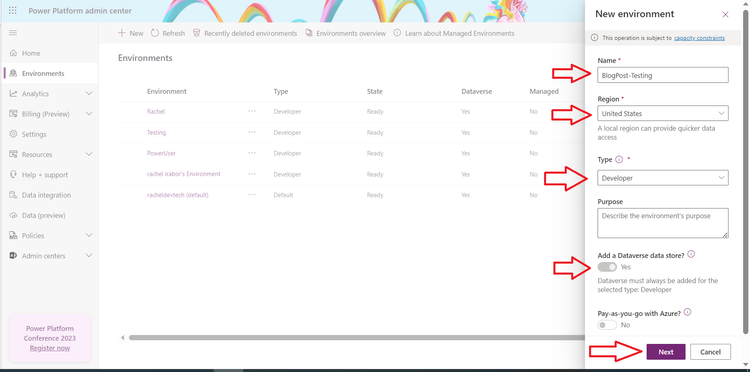 Power Platform admin center
Home
Environments
Analytics
Billing (Preview)
Settings
Resources
Help + support
Data integration
Data (preview)
Policies
Admin centers
Power Platform
Conference 2023
Register now
New Refresh Recently deleted environments Environments overview Learn about Managed Environments
Environments
Environment Type State Dataverse Managed
Rachel Developer Ready Yes No
Testing Developer Ready Yes No
PowerUser Developer Ready Yes No
rachel irabor's Environment Developer Ready Yes No
racheldevtech (default) Default Ready Yes No
New environment
This operation is subject to capacity constraints
Name *
BlogPost-Testing
Region *
United States
A local region can provide quicker data
access
Type *
Developer
Purpose
Describe the environment's purpose
Add a Dataverse data store?
Yes
Dataverse must always be added for the
selected type: Developer
Pay-as-you-go with Azure?
No
Next Cancel